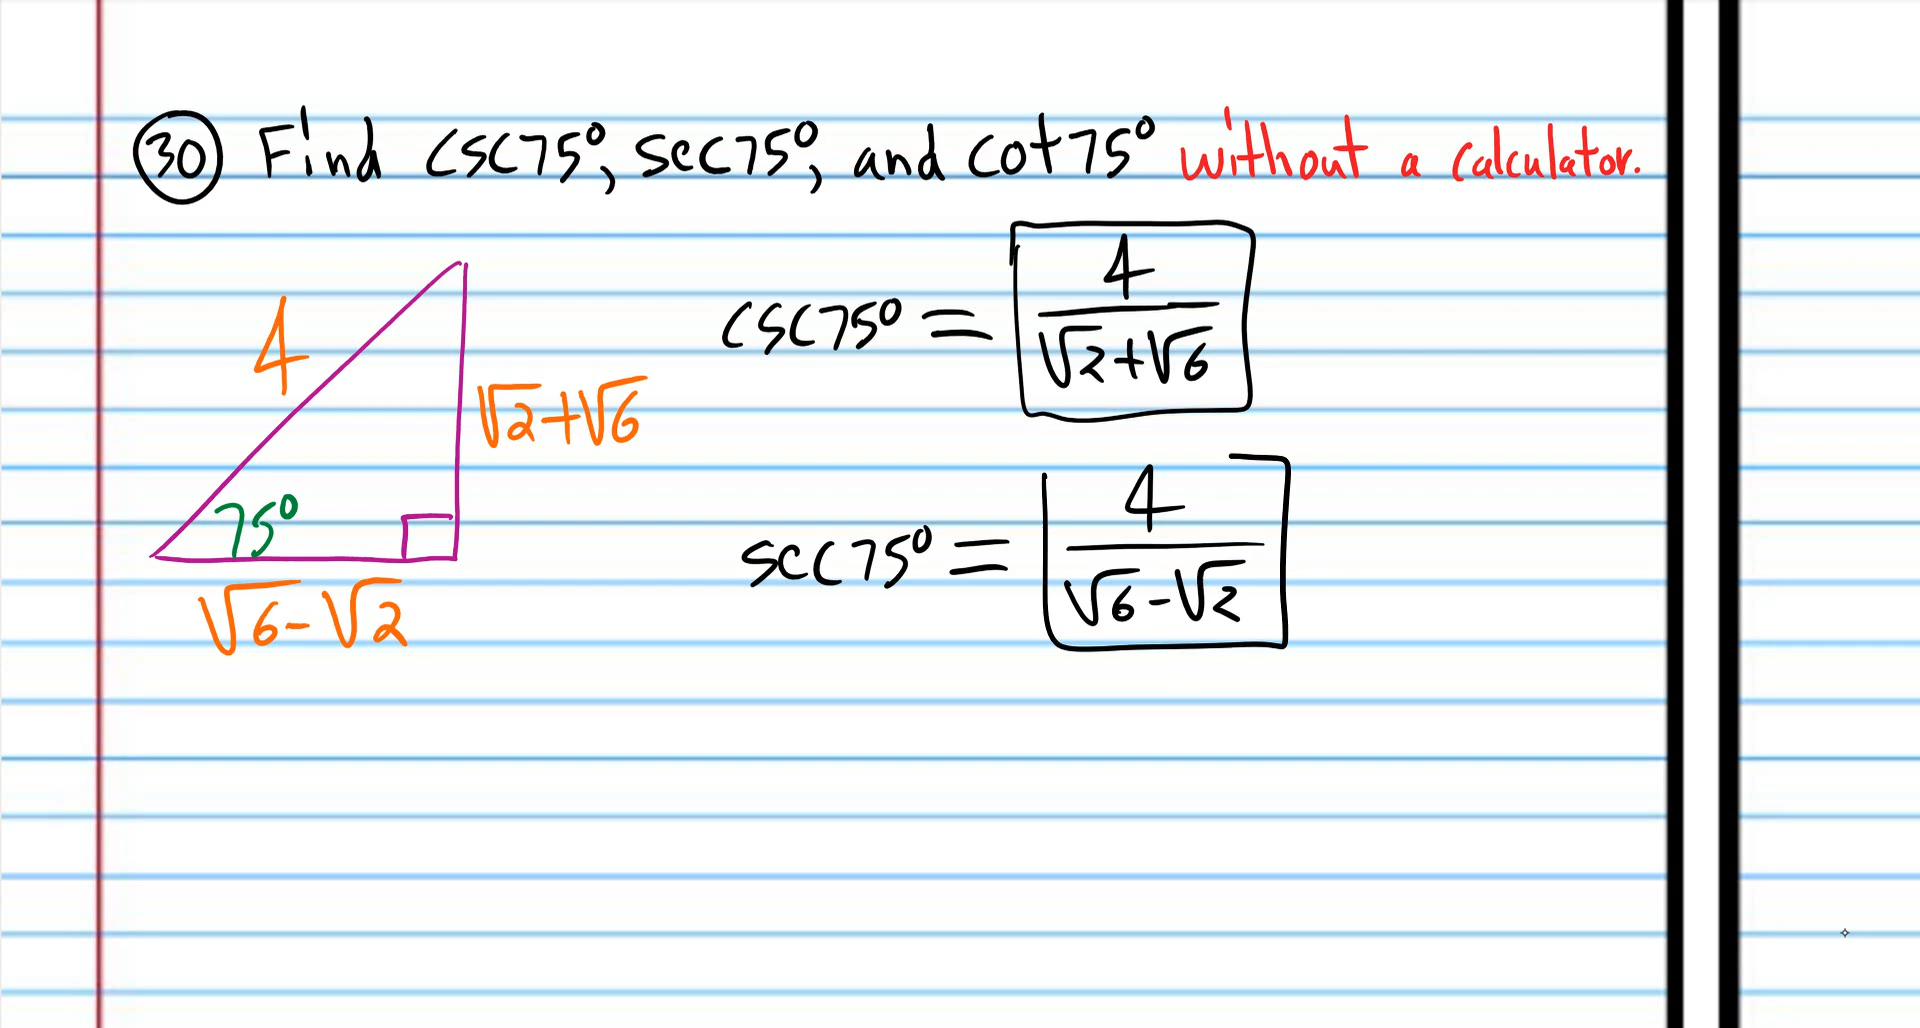 30 Find csc75°, sec75°, and cot75° without a calculator.
4
√2+√6
75°
√6-√2
csc75° = 4/(√2+√6)
sec75° = 4/(√6-√2)